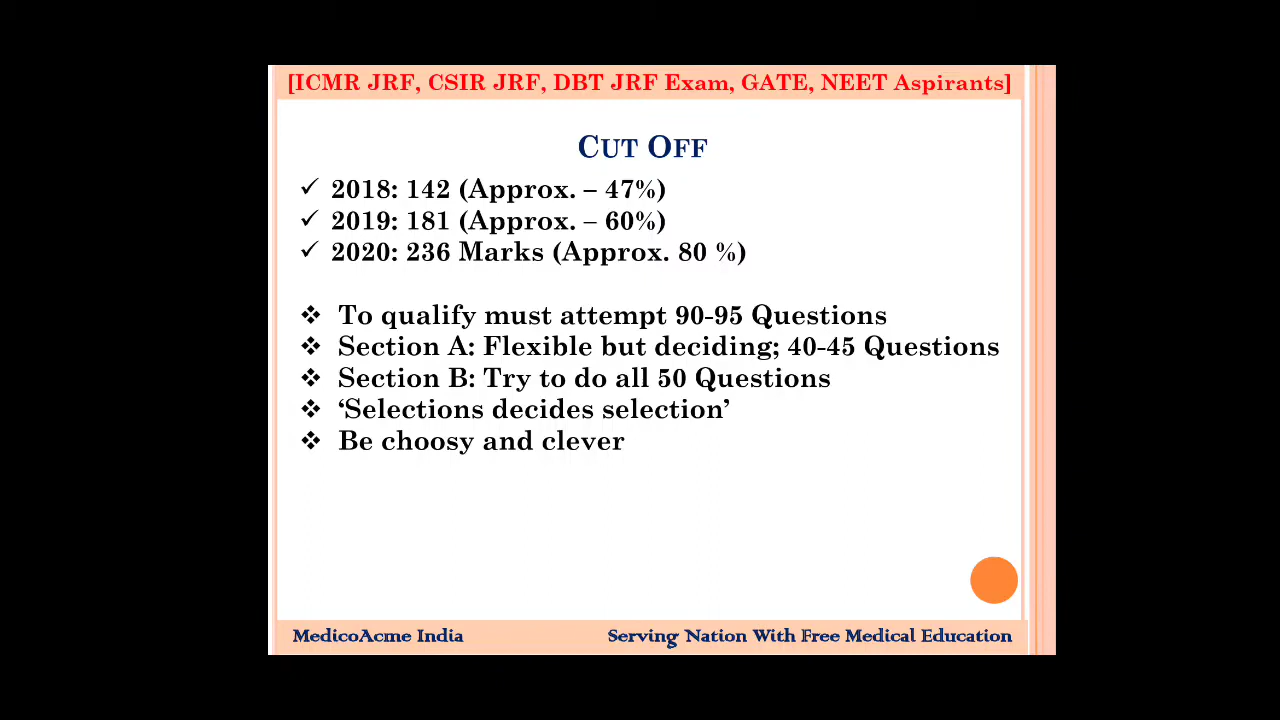 [ICMR JRF, CSIR JRF, DBT JRF Exam, GATE, NEET Aspirants]
CUT OFF
✓ 2018: 142 (Approx. – 47%)
✓ 2019: 181 (Approx. – 60%)
✓ 2020: 236 Marks (Approx. 80 %)
❖ To qualify must attempt 90-95 Questions
❖ Section A: Flexible but deciding; 40-45 Questions
❖ Section B: Try to do all 50 Questions
❖ ‘Selections decides selection’
❖ Be choosy and clever
MedicoAcme India Serving Nation With Free Medical Education